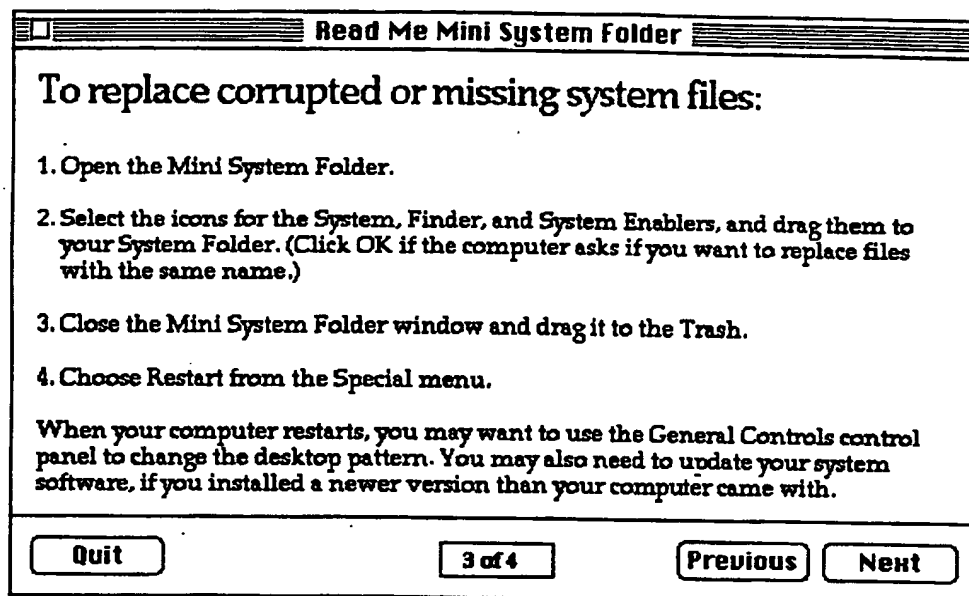 Read Me Mini System Folder
To replace corrupted or missing system files:
1. Open the Mini System Folder.
2. Select the icons for the System, Finder, and System Enablers, and drag them to
your System Folder. (Click OK if the computer asks if you want to replace files
with the same name.)
3. Close the Mini System Folder window and drag it to the Trash.
4. Choose Restart from the Special menu.
When your computer restarts, you may want to use the General Controls control
panel to change the desktop pattern. You may also need to update your system
software, if you installed a newer version than your computer came with.
Quit
3 of 4
Previous
Next